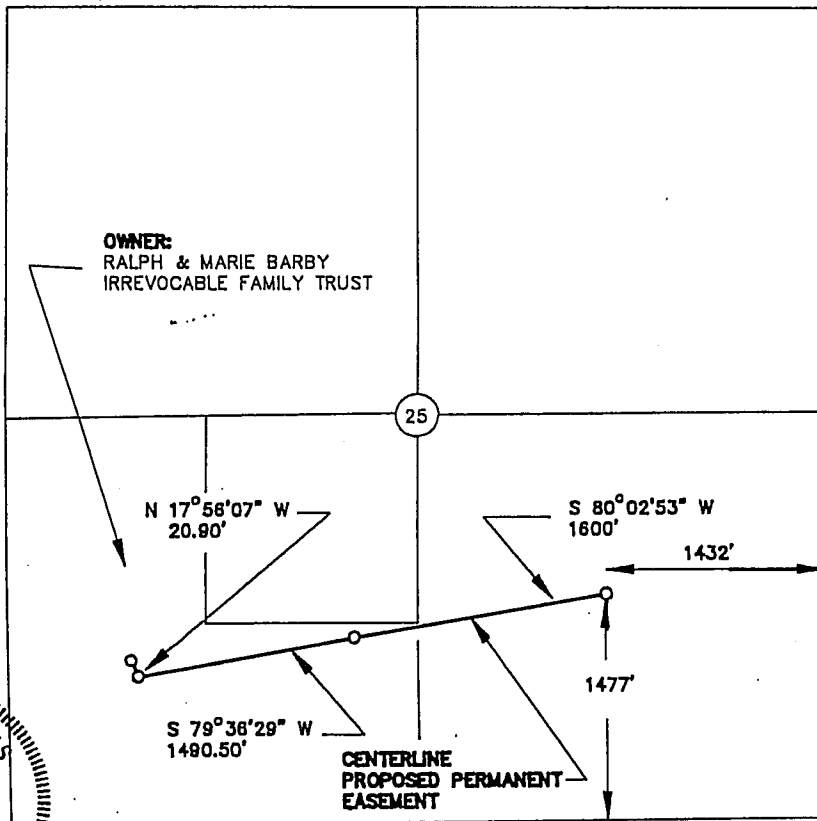 OWNER:
RALPH & MARIE BARBY
IRREVOCABLE FAMILY TRUST
25
N 17°56'07" W
20.90'
S 80°02'53" W
1600'
1432'
1477'
S 79°36'29" W
1490.50'
CENTERLINE
PROPOSED PERMANENT
EASEMENT